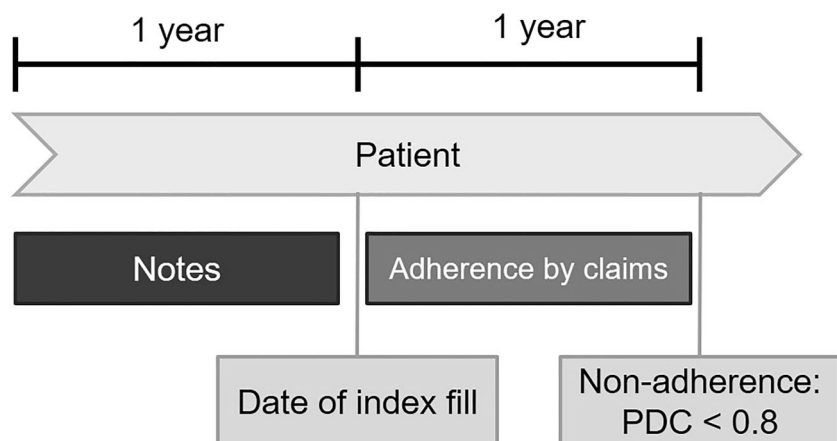 1 year
1 year
Patient
Notes
Adherence by claims
Date of index fill
Non-adherence:
PDC < 0.8